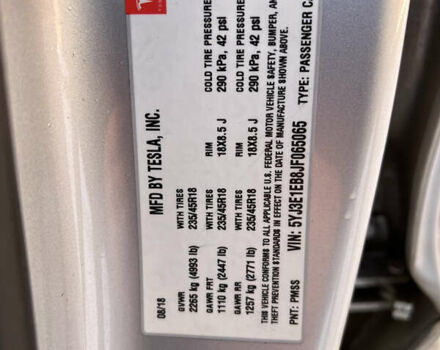 MFD BY TESLA, INC.
08/18
GVWR
2265 kg (4993 lb)
GAWR FRT WITH TIRES RIM COLD TIRE PRESSURE
1110 kg (2447 lb) 235/45R18 18X8.5 J 290 kPa, 42 psi
GAWR RR WITH TIRES RIM COLD TIRE PRESSURE
1257 kg (2771 lb) 235/45R18 18X8.5 J 290 kPa, 42 psi
THIS VEHICLE CONFORMS TO ALL APPLICABLE U.S. FEDERAL MOTOR VEHICLE SAFETY, BUMPER, AN
THEFT PREVENTION STANDARDS IN EFFECT ON THE DATE OF MANUFACTURE SHOWN ABOVE.
VIN: 5YJ3E1EB8JF065065
PNT: PMSS TYPE: PASSENGER CA